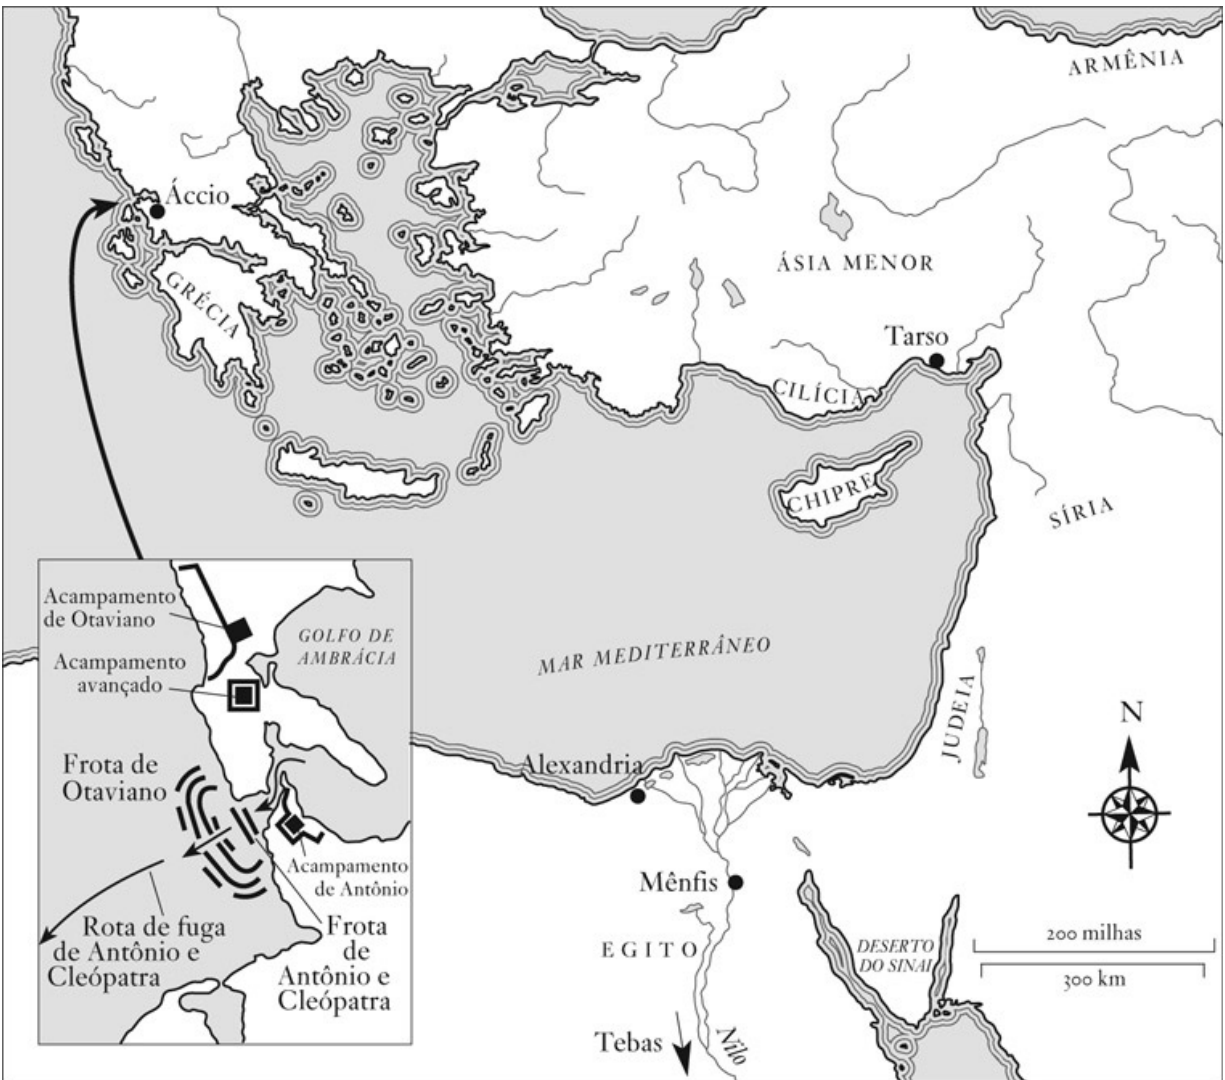 ARMÊNIA
Áccio
GRÉCIA
ÁSIA MENOR
Tarso
CILÍCIA
CHIPRE
SÍRIA
MAR MEDITERRÂNEO
JUDEIA
N
Alexandria
Mênfis
EGITO
DESERTO
DO SINAI
200 milhas
300 km
Tebas
Nilo
Acampamento
de Otaviano
GOLFO DE
AMBRÁCIA
Acampamento
avançado
Frota de
Otaviano
Acampamento
de Antônio
Rota de fuga
de Antônio e
Cleópatra
Frota
de
Antônio e
Cleópatra